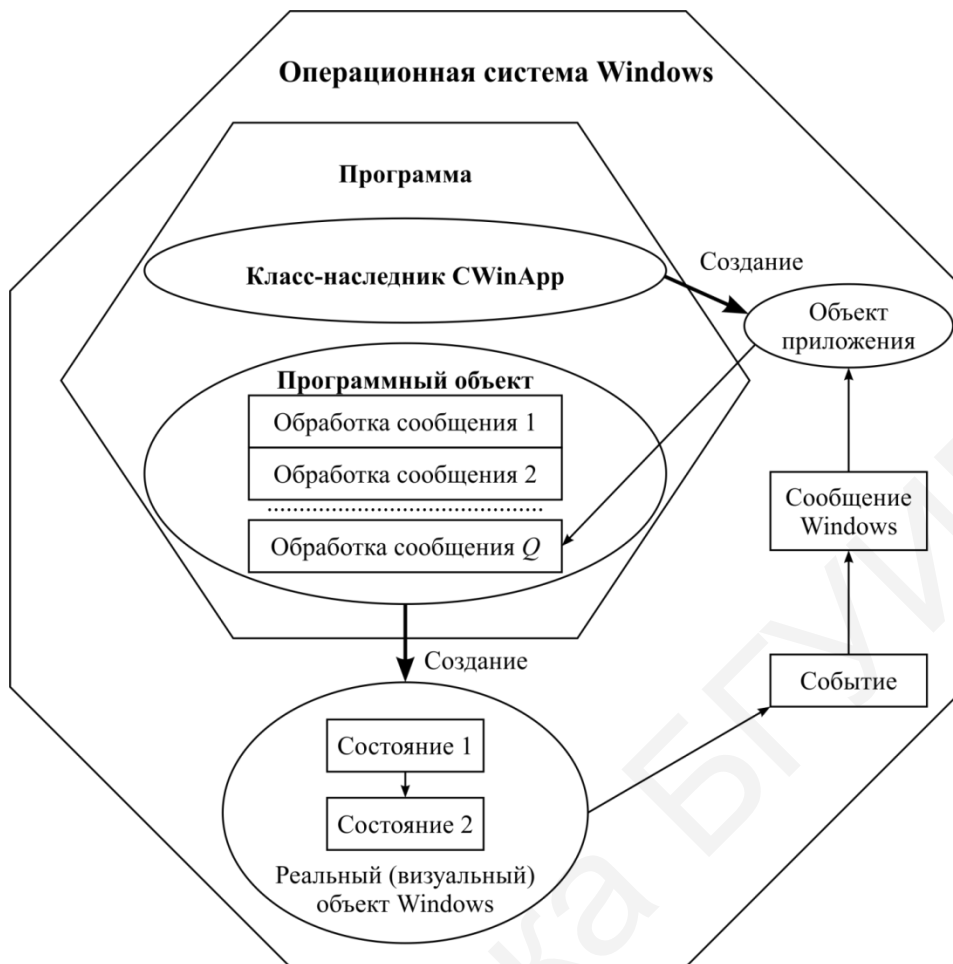 Операционная система Windows
Программа
Класс-наследник CWinApp
Создание
Объект
приложения
Программный объект
Обработка сообщения 1
Обработка сообщения 2
Обработка сообщения Q
Сообщение
Windows
Создание
Событие
Состояние 1
Состояние 2
Реальный (визуальный)
объект Windows